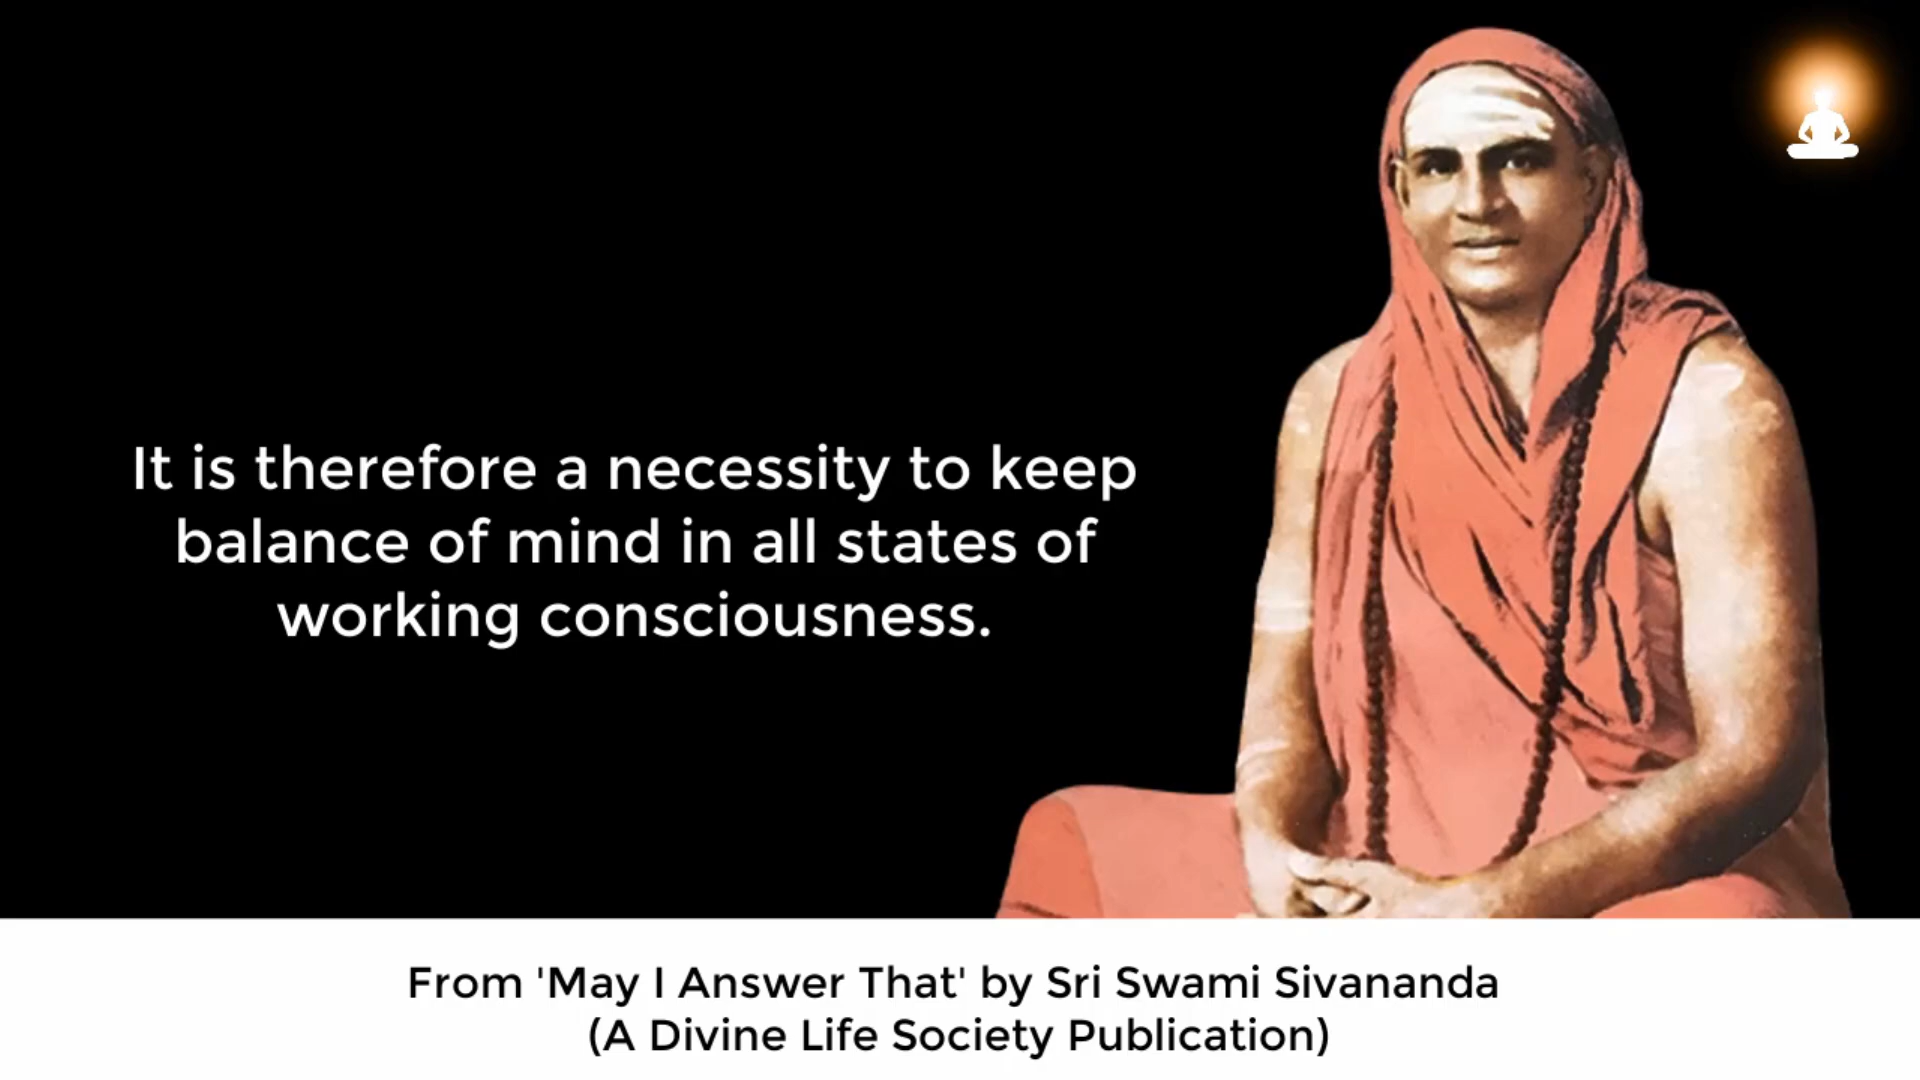 It is therefore a necessity to keep
balance of mind in all states of
working consciousness.
From 'May I Answer That' by Sri Swami Sivananda
(A Divine Life Society Publication)